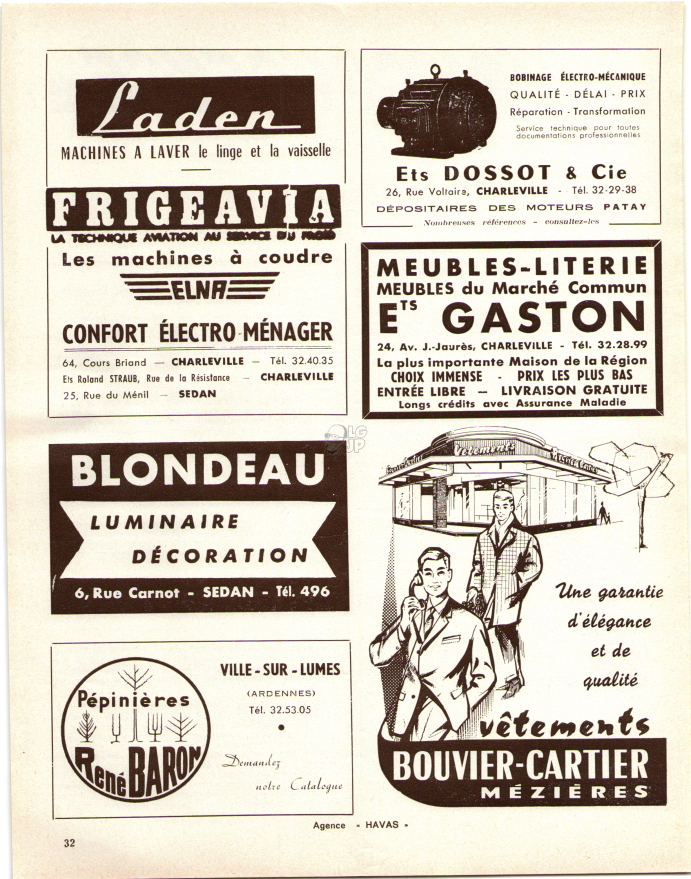 Laden
MACHINES A LAVER le linge et la vaisselle
FRIGEAVIA
LA TECHNIQUE AVIATION AU SERVICE DU FROID
Les machines à coudre
ELNA
CONFORT ÉLECTRO-MÉNAGER
64, Cours Briand — CHARLEVILLE — Tél. 32.40.35
Ets Roland STRAUB, Rue de la Résistance — CHARLEVILLE
25, Rue du Ménil — SEDAN
BOBINAGE ÉLECTRO-MÉCANIQUE
QUALITÉ - DÉLAI - PRIX
Réparation - Transformation
Service technique pour toutes
documentations professionnelles
Ets DOSSOT & Cie
26, Rue Voltaire, CHARLEVILLE - Tél. 32-29-38
DÉPOSITAIRES DES MOTEURS PATAY
Nombreuses références - consultez-les
MEUBLES-LITERIE
MEUBLES du Marché Commun
ETS GASTON
24, Av. J.-Jaurès, CHARLEVILLE - Tél. 32.28.99
La plus importante Maison de la Région
CHOIX IMMENSE - PRIX LES PLUS BAS
ENTRÉE LIBRE — LIVRAISON GRATUITE
Longs crédits avec Assurance Maladie
BLONDEAU
LUMINAIRE
DÉCORATION
6, Rue Carnot - SEDAN - Tél. 496
Pépinières
René BARON
VILLE-SUR-LUMES
(ARDENNES)
Tél. 32.53.05
Demandez
notre Catalogue
Bouvier-Cartier Vêtements Bouvier Cartier
Une garantie
d'élégance
et de
qualité
vêtements
BOUVIER-CARTIER
MÉZIÈRES
Agence « HAVAS »
32